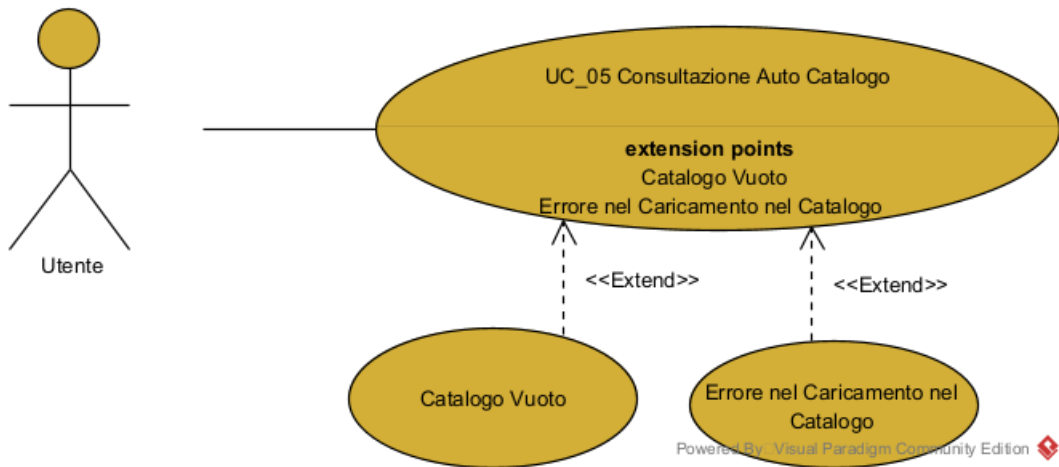 UC_05 Consultazione Auto Catalogo
extension points
Catalogo Vuoto
Errore nel Caricamento nel Catalogo
Utente
<<Extend>>
<<Extend>>
Catalogo Vuoto
Errore nel Caricamento nel
Catalogo
Powered By Visual Paradigm Community Edition